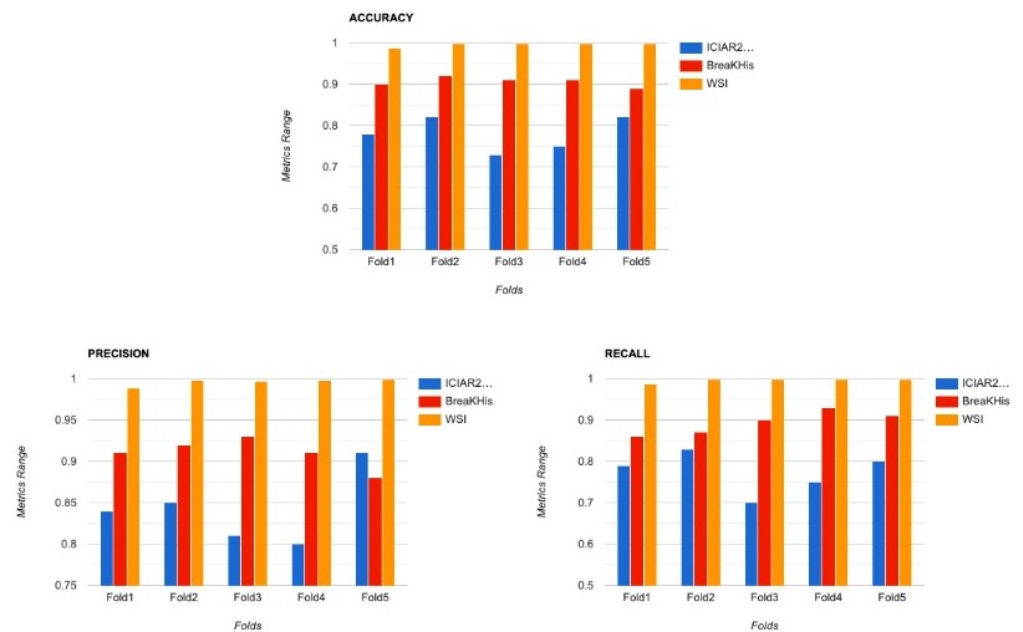 ACCURACY
Metrics Range
1
0.9
0.8
0.7
0.6
0.5
Fold1 Fold2 Fold3 Fold4 Fold5
Folds
ICIAR2...
BreaKHis
WSI
PRECISION
Metrics Range
1
0.95
0.9
0.85
0.8
0.75
Fold1 Fold2 Fold3 Fold4 Fold5
Folds
ICIAR2...
BreaKHis
WSI
RECALL
Metrics Range
1
0.9
0.8
0.7
0.6
0.5
Fold1 Fold2 Fold3 Fold4 Fold5
Folds
ICIAR2...
BreaKHis
WSI